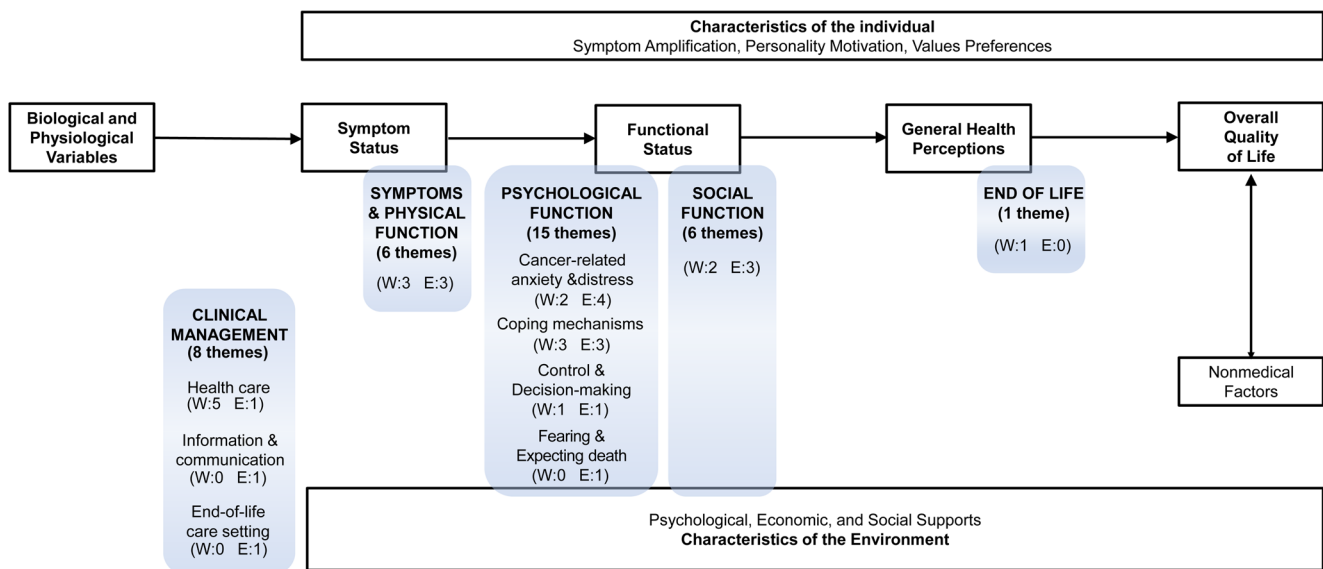 Characteristics of the individual
Symptom Amplification, Personality Motivation, Values Preferences
Biological and
Physiological
Variables
Symptom
Status
Functional
Status
General Health
Perceptions
Overall
Quality
of Life
SYMPTOMS
& PHYSICAL
FUNCTION
(6 themes)
(W:3 E:3)
PSYCHOLOGICAL
FUNCTION
(15 themes)
Cancer-related
anxiety &distress
(W:2 E:4)
Coping mechanisms
(W:3 E:3)
Control &
Decision-making
(W:1 E:1)
Fearing &
Expecting death
(W:0 E:1)
SOCIAL
FUNCTION
(6 themes)
(W:2 E:3)
END OF LIFE
(1 theme)
(W:1 E:0)
CLINICAL
MANAGEMENT
(8 themes)
Health care
(W:5 E:1)
Information &
communication
(W:0 E:1)
End-of-life
care setting
(W:0 E:1)
Nonmedical
Factors
Psychological, Economic, and Social Supports
Characteristics of the Environment